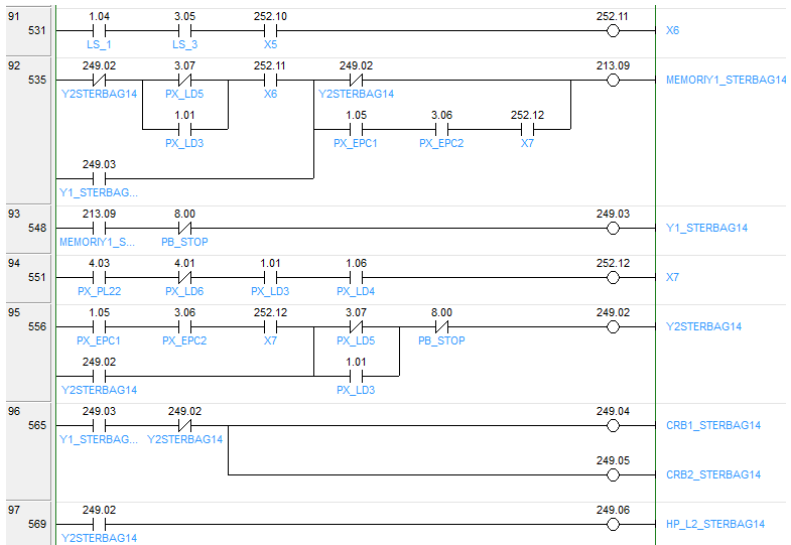 91 1.04 3.05 252.10 252.11
531 X6
LS_1 LS_3 X5
92 249.02 3.07 252.11 249.02 213.09
535 MEMORIY1_STERBAG14
Y2STERBAG14 PX_LD5 X6 Y2STERBAG14
1.01 1.05 3.06 252.12
PX_LD3 PX_EPC1 PX_EPC2 X7
249.03
Y1_STERBAG...
93 213.09 8.00 249.03
548 Y1_STERBAG14
MEMORIY1_S... PB_STOP
94 4.03 4.01 1.01 1.06 252.12
551 X7
PX_PL22 PX_LD6 PX_LD3 PX_LD4
95 1.05 3.06 252.12 3.07 8.00 249.02
556 Y2STERBAG14
PX_EPC1 PX_EPC2 X7 PX_LD5 PB_STOP
249.02 1.01
Y2STERBAG14 PX_LD3
96 249.03 249.02 249.04
565 CRB1_STERBAG14
Y1_STERBAG... Y2STERBAG14
249.05
CRB2_STERBAG14
97 249.02 249.06
569 HP_L2_STERBAG14
Y2STERBAG14